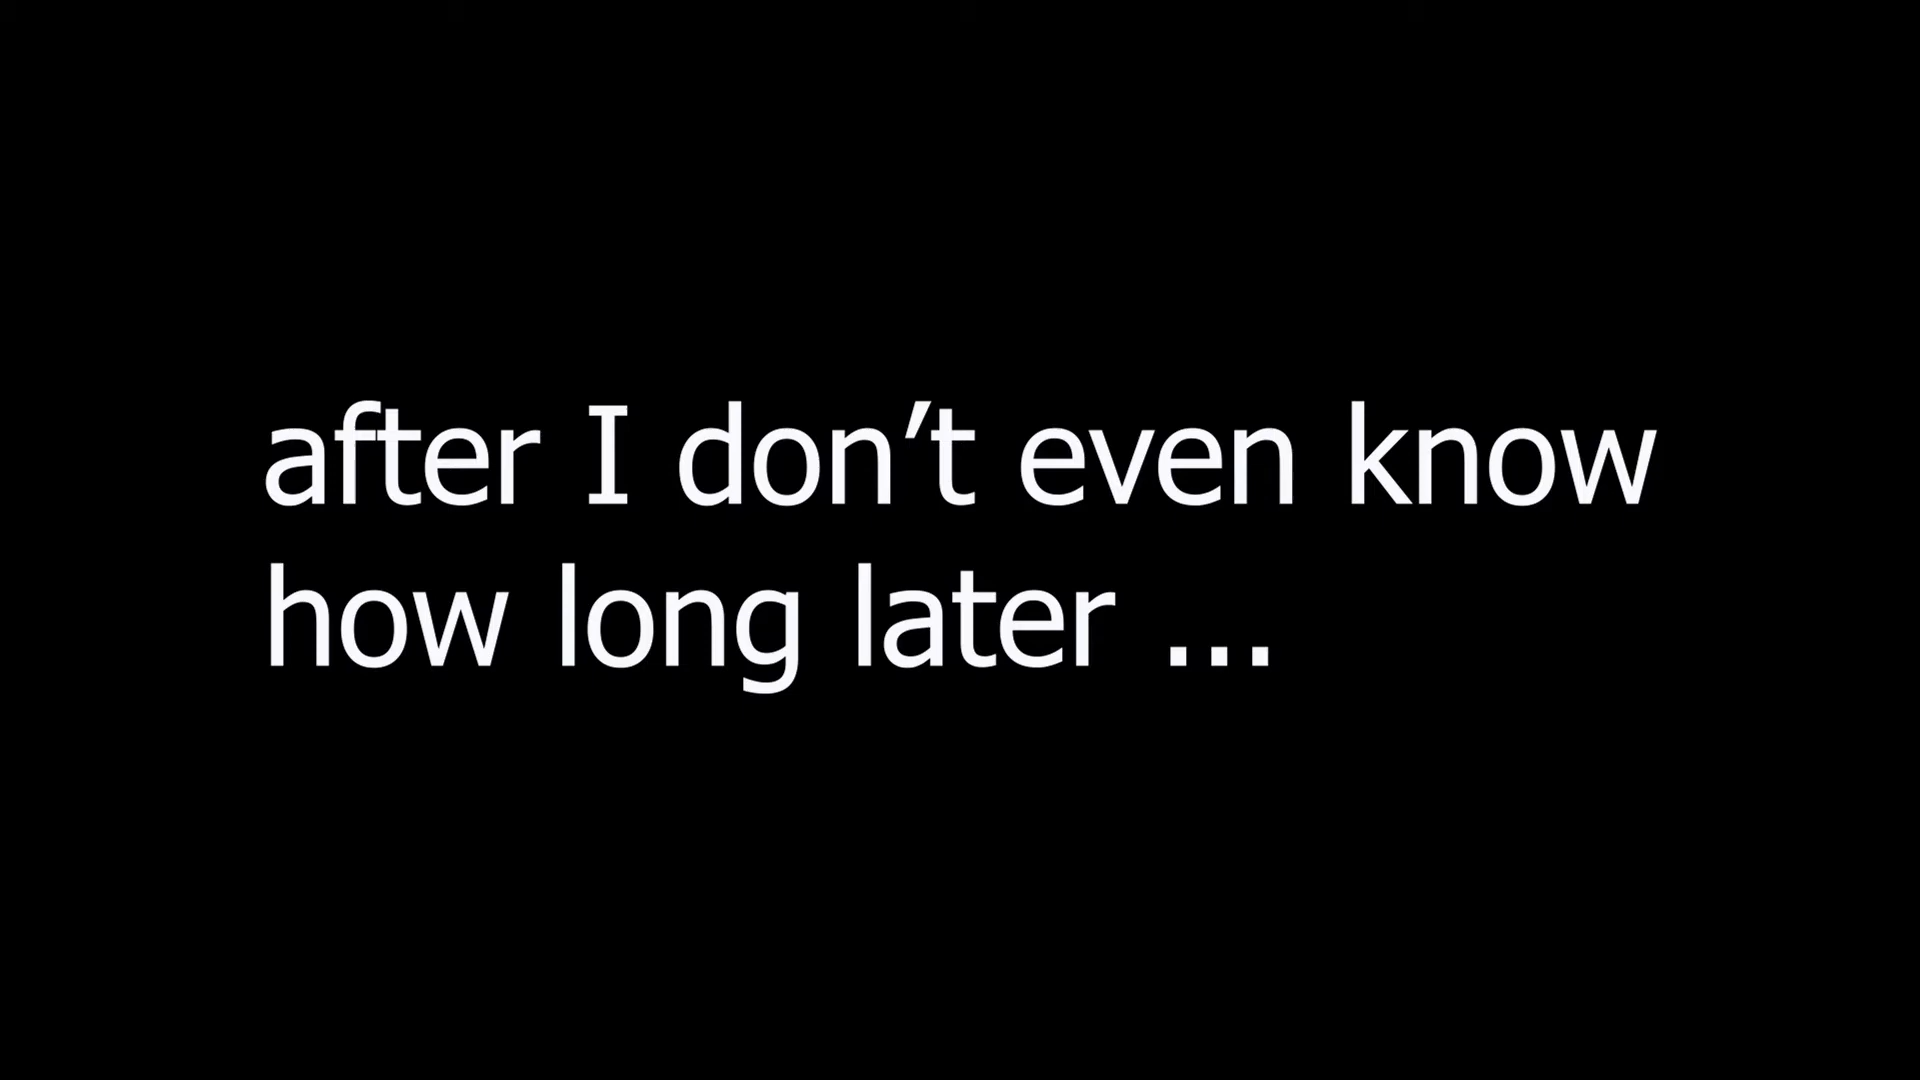 after I don’t even know
how long later ...